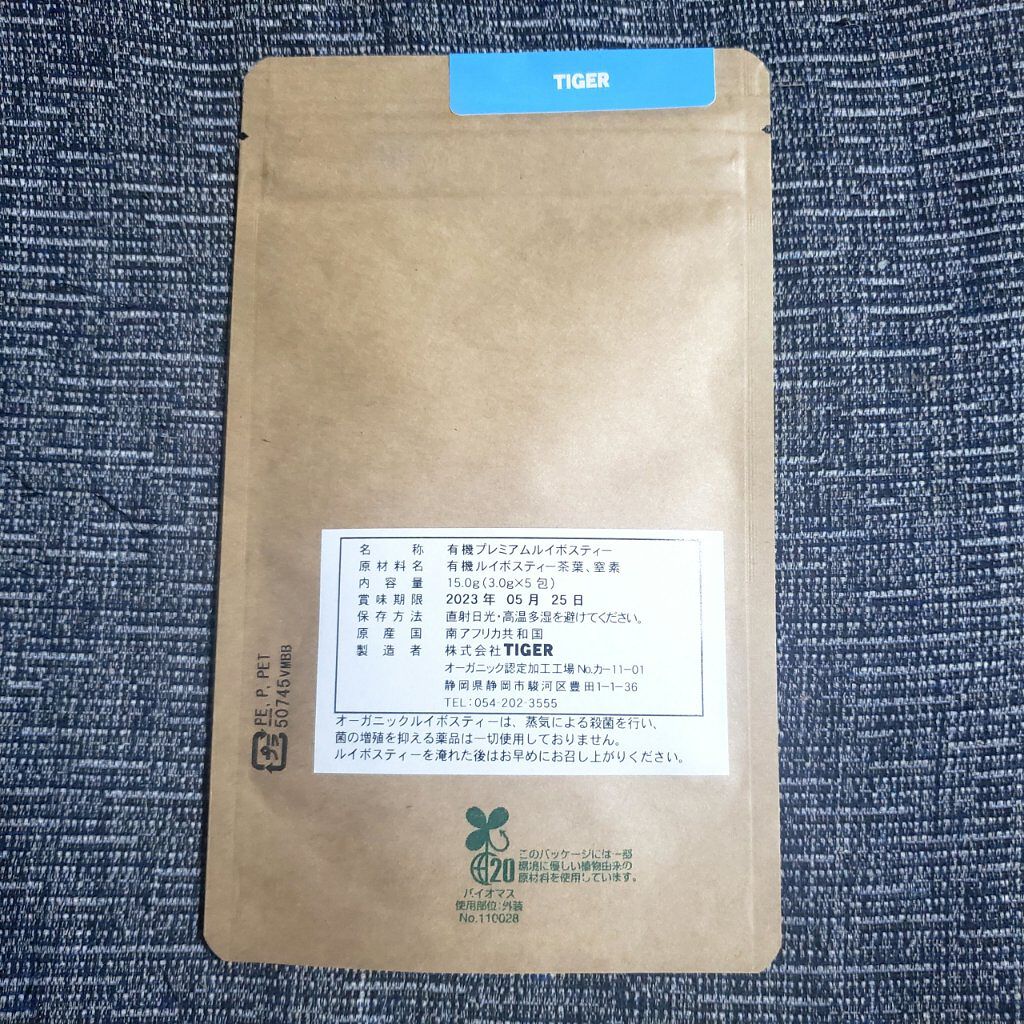 TIGER
名称 有機プレミアムルイボスティー
原材料名 有機ルイボスティー茶葉、窒素
内容量 15.0g(3.0g×5包)
賞味期限 2023年 05月 25日
保存方法 直射日光・高温多湿を避けてください。
原産国 南アフリカ共和国
製造者 株式会社TIGER
オーガニック認定加工工場No.カー11-01
静岡県静岡市駿河区豊田1-1-36
TEL:054-202-3555
オーガニックルイボスティーは、蒸気による殺菌を行い、
菌の増殖を抑える薬品は一切使用しておりません。
ルイボスティーを淹れた後はお早めにお召し上がりください。
プラ PE, P, PET
50745VMBB
20
このパッケージには一部
環境に優しい植物由来の
原材料を使用しています。
バイオマス
使用部位:外装
No.110028